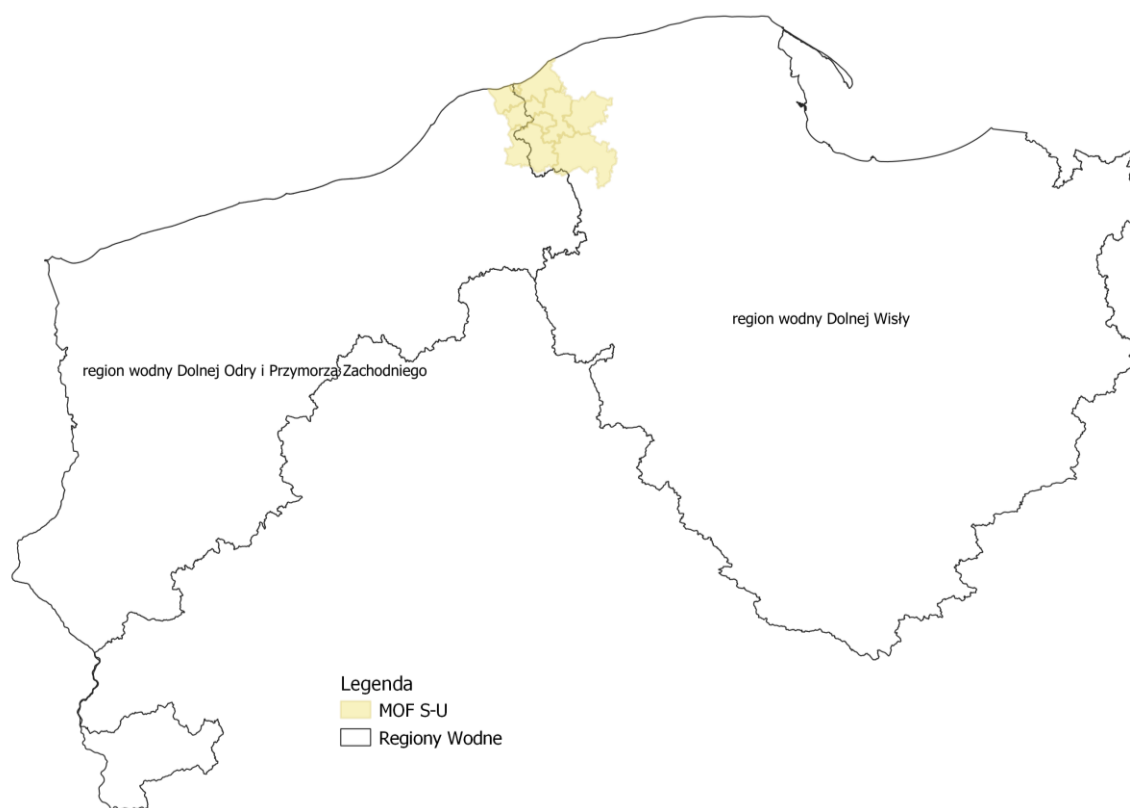 region wodny Dolnej Wisły
region wodny Dolnej Odry i Przymorza Zachodniego
Legenda
MOF S-U
Regiony Wodne